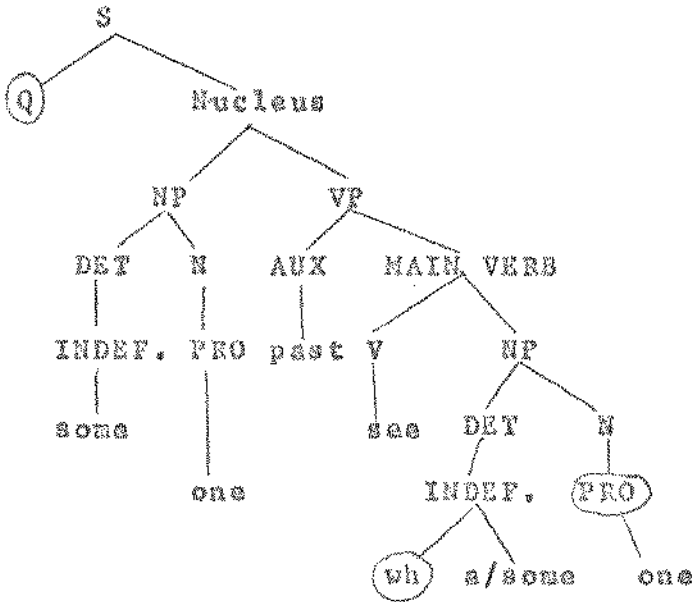 S
Q Nucleus
NP VP
DET N AUX MAIN VERB
INDEF. PRO past V NP
some see DET N
one INDEF. PRO
wh a/some one